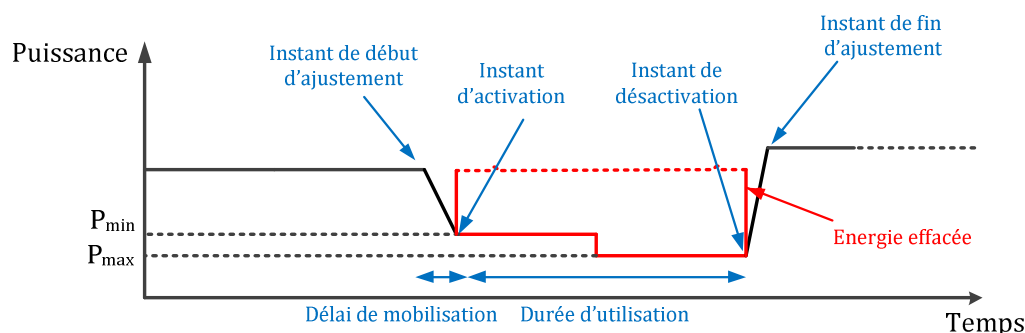 Puissance
Instant de début
d'ajustement
Instant
d'activation
Instant de
désactivation
Instant de fin
d'ajustement
Pmin
Pmax
Energie effacée
Délai de mobilisation
Durée d'utilisation
Temps